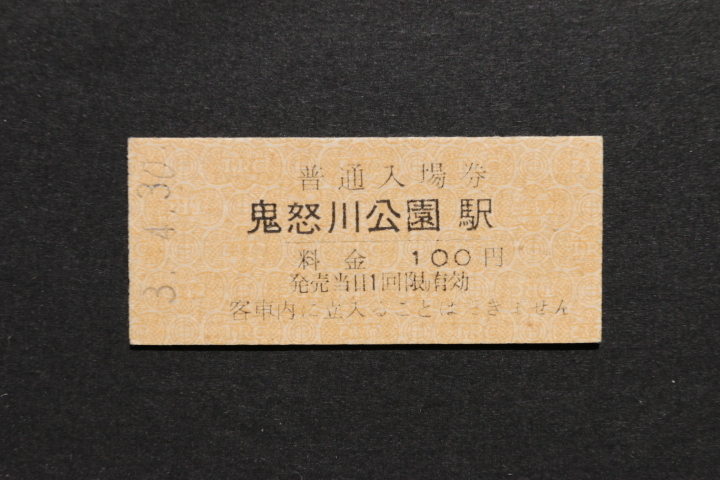 普通入場券
鬼怒川公園駅
料金 100円
発売当日1回限り有効
客車内に立入ることはできません
3.4.30